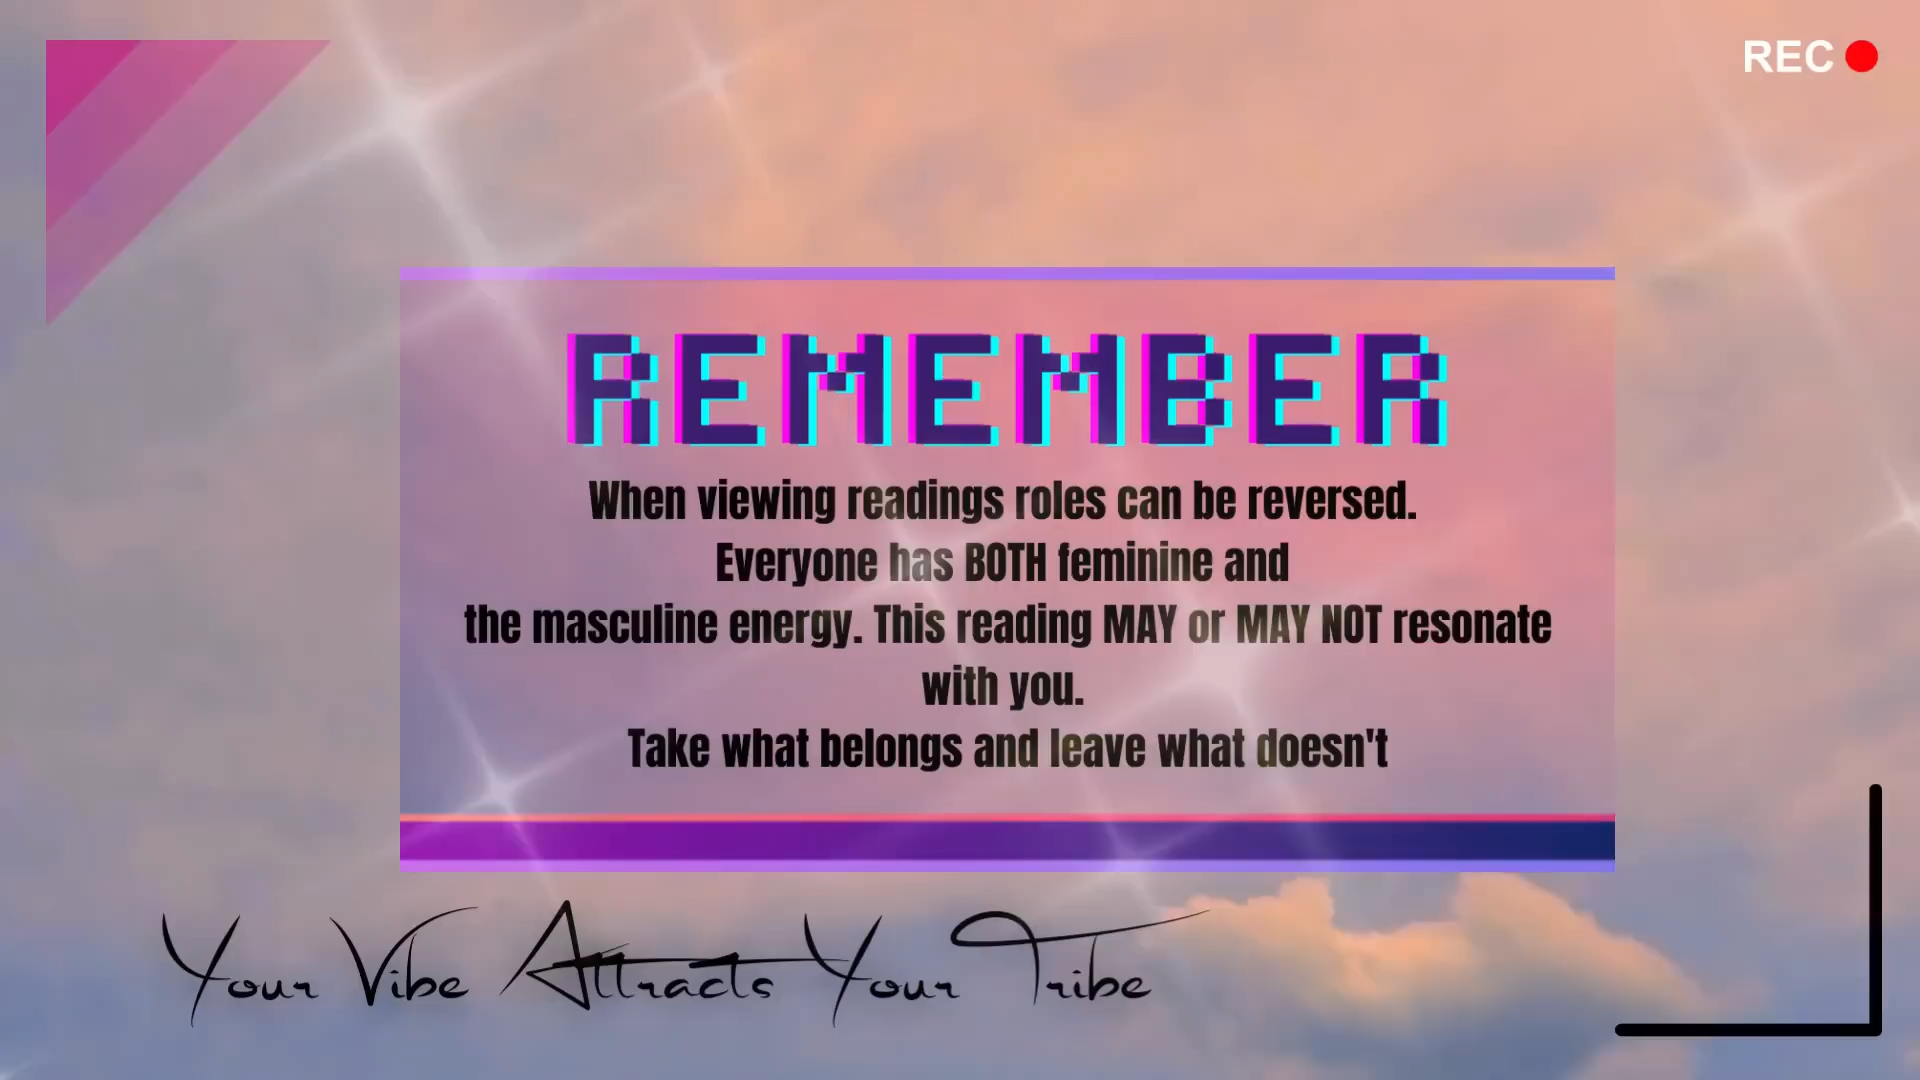 REC
REMEMBER
When viewing readings roles can be reversed.
Everyone has BOTH feminine and
the masculine energy. This reading MAY or MAY NOT resonate
with you.
Take what belongs and leave what doesn't
Your Vibe Attracts Your Tribe